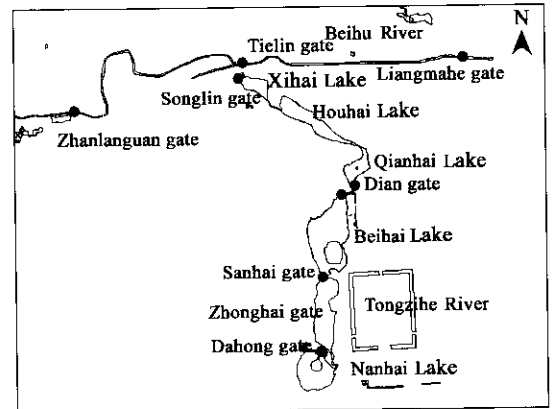 N
Beihu River
Tielin gate
Xihai Lake
Liangmahe gate
Songlin gate
Houhai Lake
Zhanlanguan gate
Qianhai Lake
Dian gate
Beihai Lake
Sanhai gate
Zhonghai gate
Tongzihe River
Dahong gate
Nanhai Lake